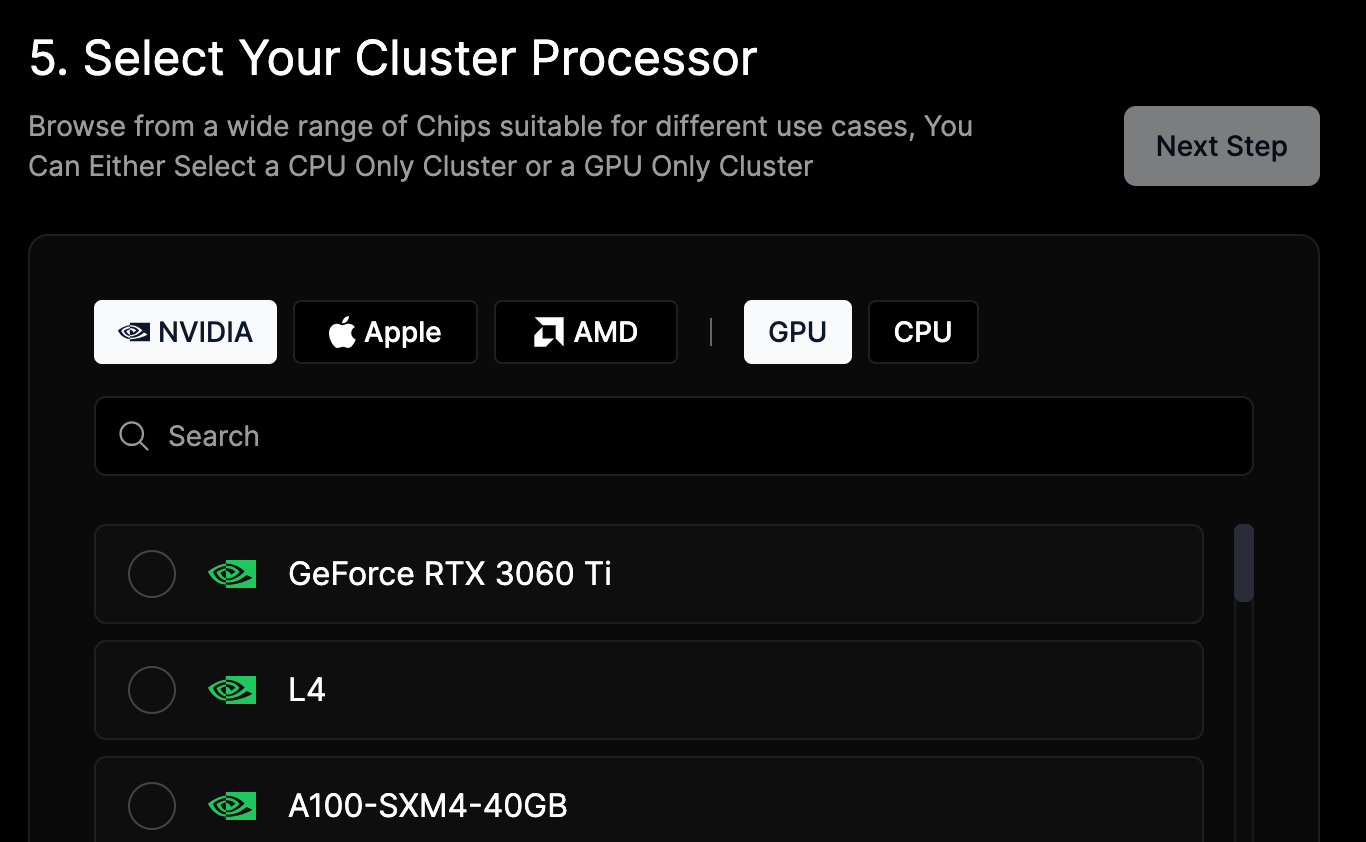 5. Select Your Cluster Processor
Browse from a wide range of Chips suitable for different use cases, You
Can Either Select a CPU Only Cluster or a GPU Only Cluster
Next Step
NVIDIA Apple AMD | GPU CPU
Search
GeForce RTX 3060 Ti
L4
A100-SXM4-40GB